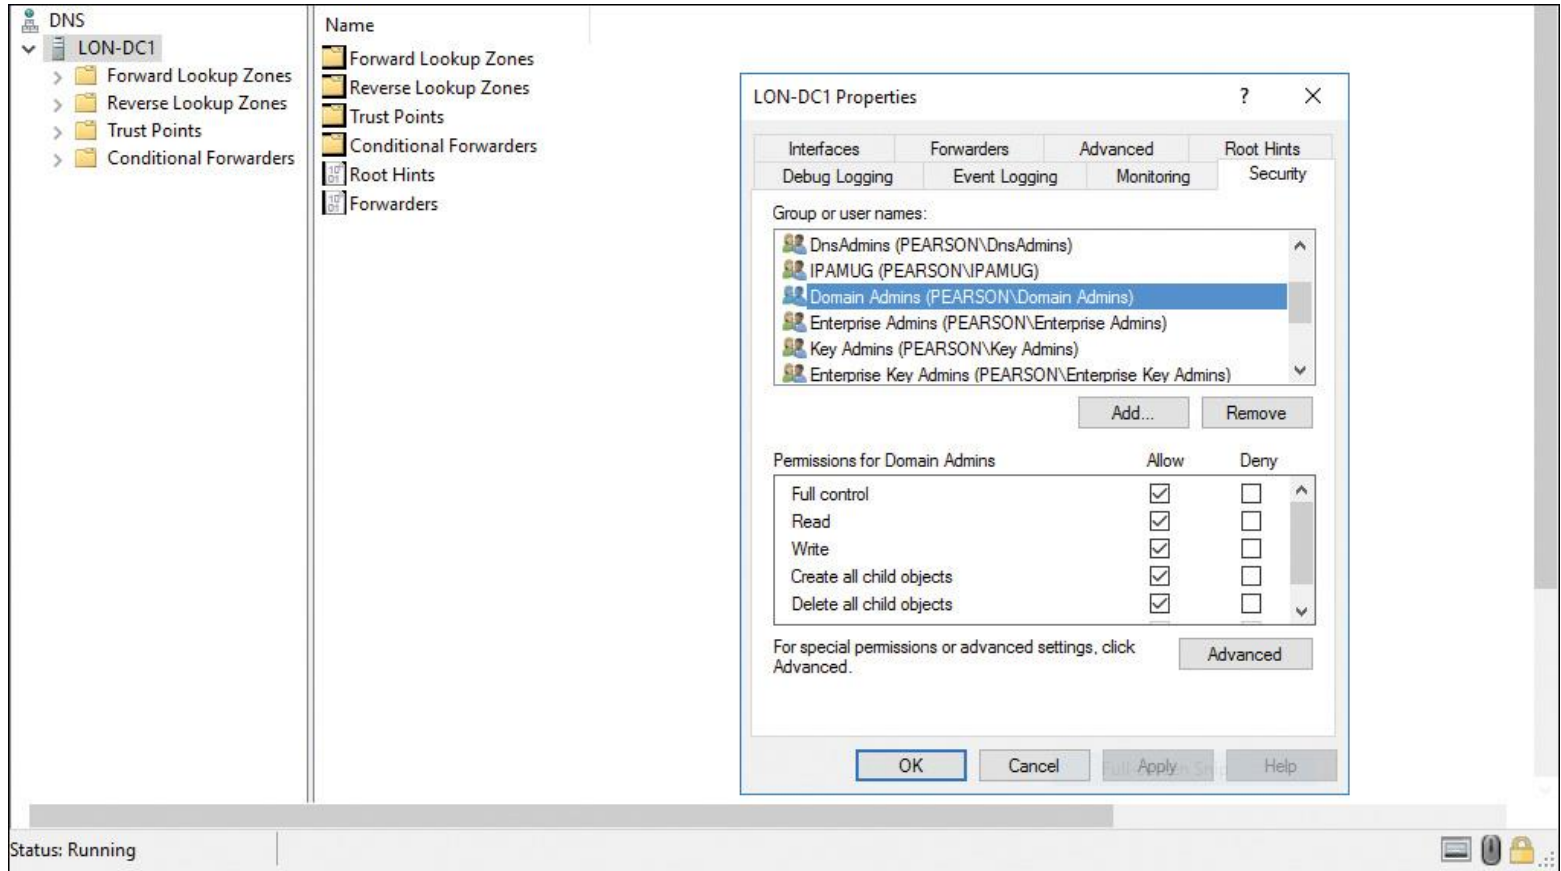 DNS
LON-DC1
Forward Lookup Zones
Reverse Lookup Zones
Trust Points
Conditional Forwarders
Name
Forward Lookup Zones
Reverse Lookup Zones
Trust Points
Conditional Forwarders
Root Hints
Forwarders
LON-DC1 Properties
?
Interfaces
Forwarders
Advanced
Root Hints
Debug Logging
Event Logging
Monitoring
Security
Group or user names:
DnsAdmins (PEARSON\DnsAdmins)
IPAMUG (PEARSON\IPAMUG)
Domain Admins (PEARSON\Domain Admins)
Enterprise Admins (PEARSON\Enterprise Admins)
Key Admins (PEARSON\Key Admins)
Enterprise Key Admins (PEARSON\Enterprise Key Admins)
Add...
Remove
Permissions for Domain Admins
Allow
Deny
Full control
Read
Write
Create all child objects
Delete all child objects
For special permissions or advanced settings, click
Advanced.
Advanced
OK
Cancel
Apply
Help
Status: Running